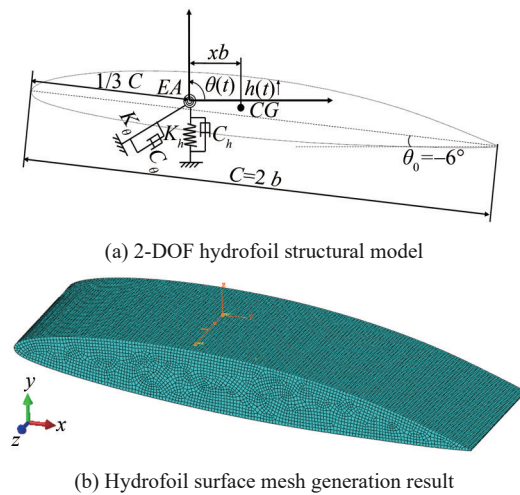 xb
1/3 C
EA
θ(t)
h(t)
CG
K_θ
C_θ
K_h
C_h
θ₀=−6°
C=2 b
(a) 2-DOF hydrofoil structural model
y
x
z
(b) Hydrofoil surface mesh generation result